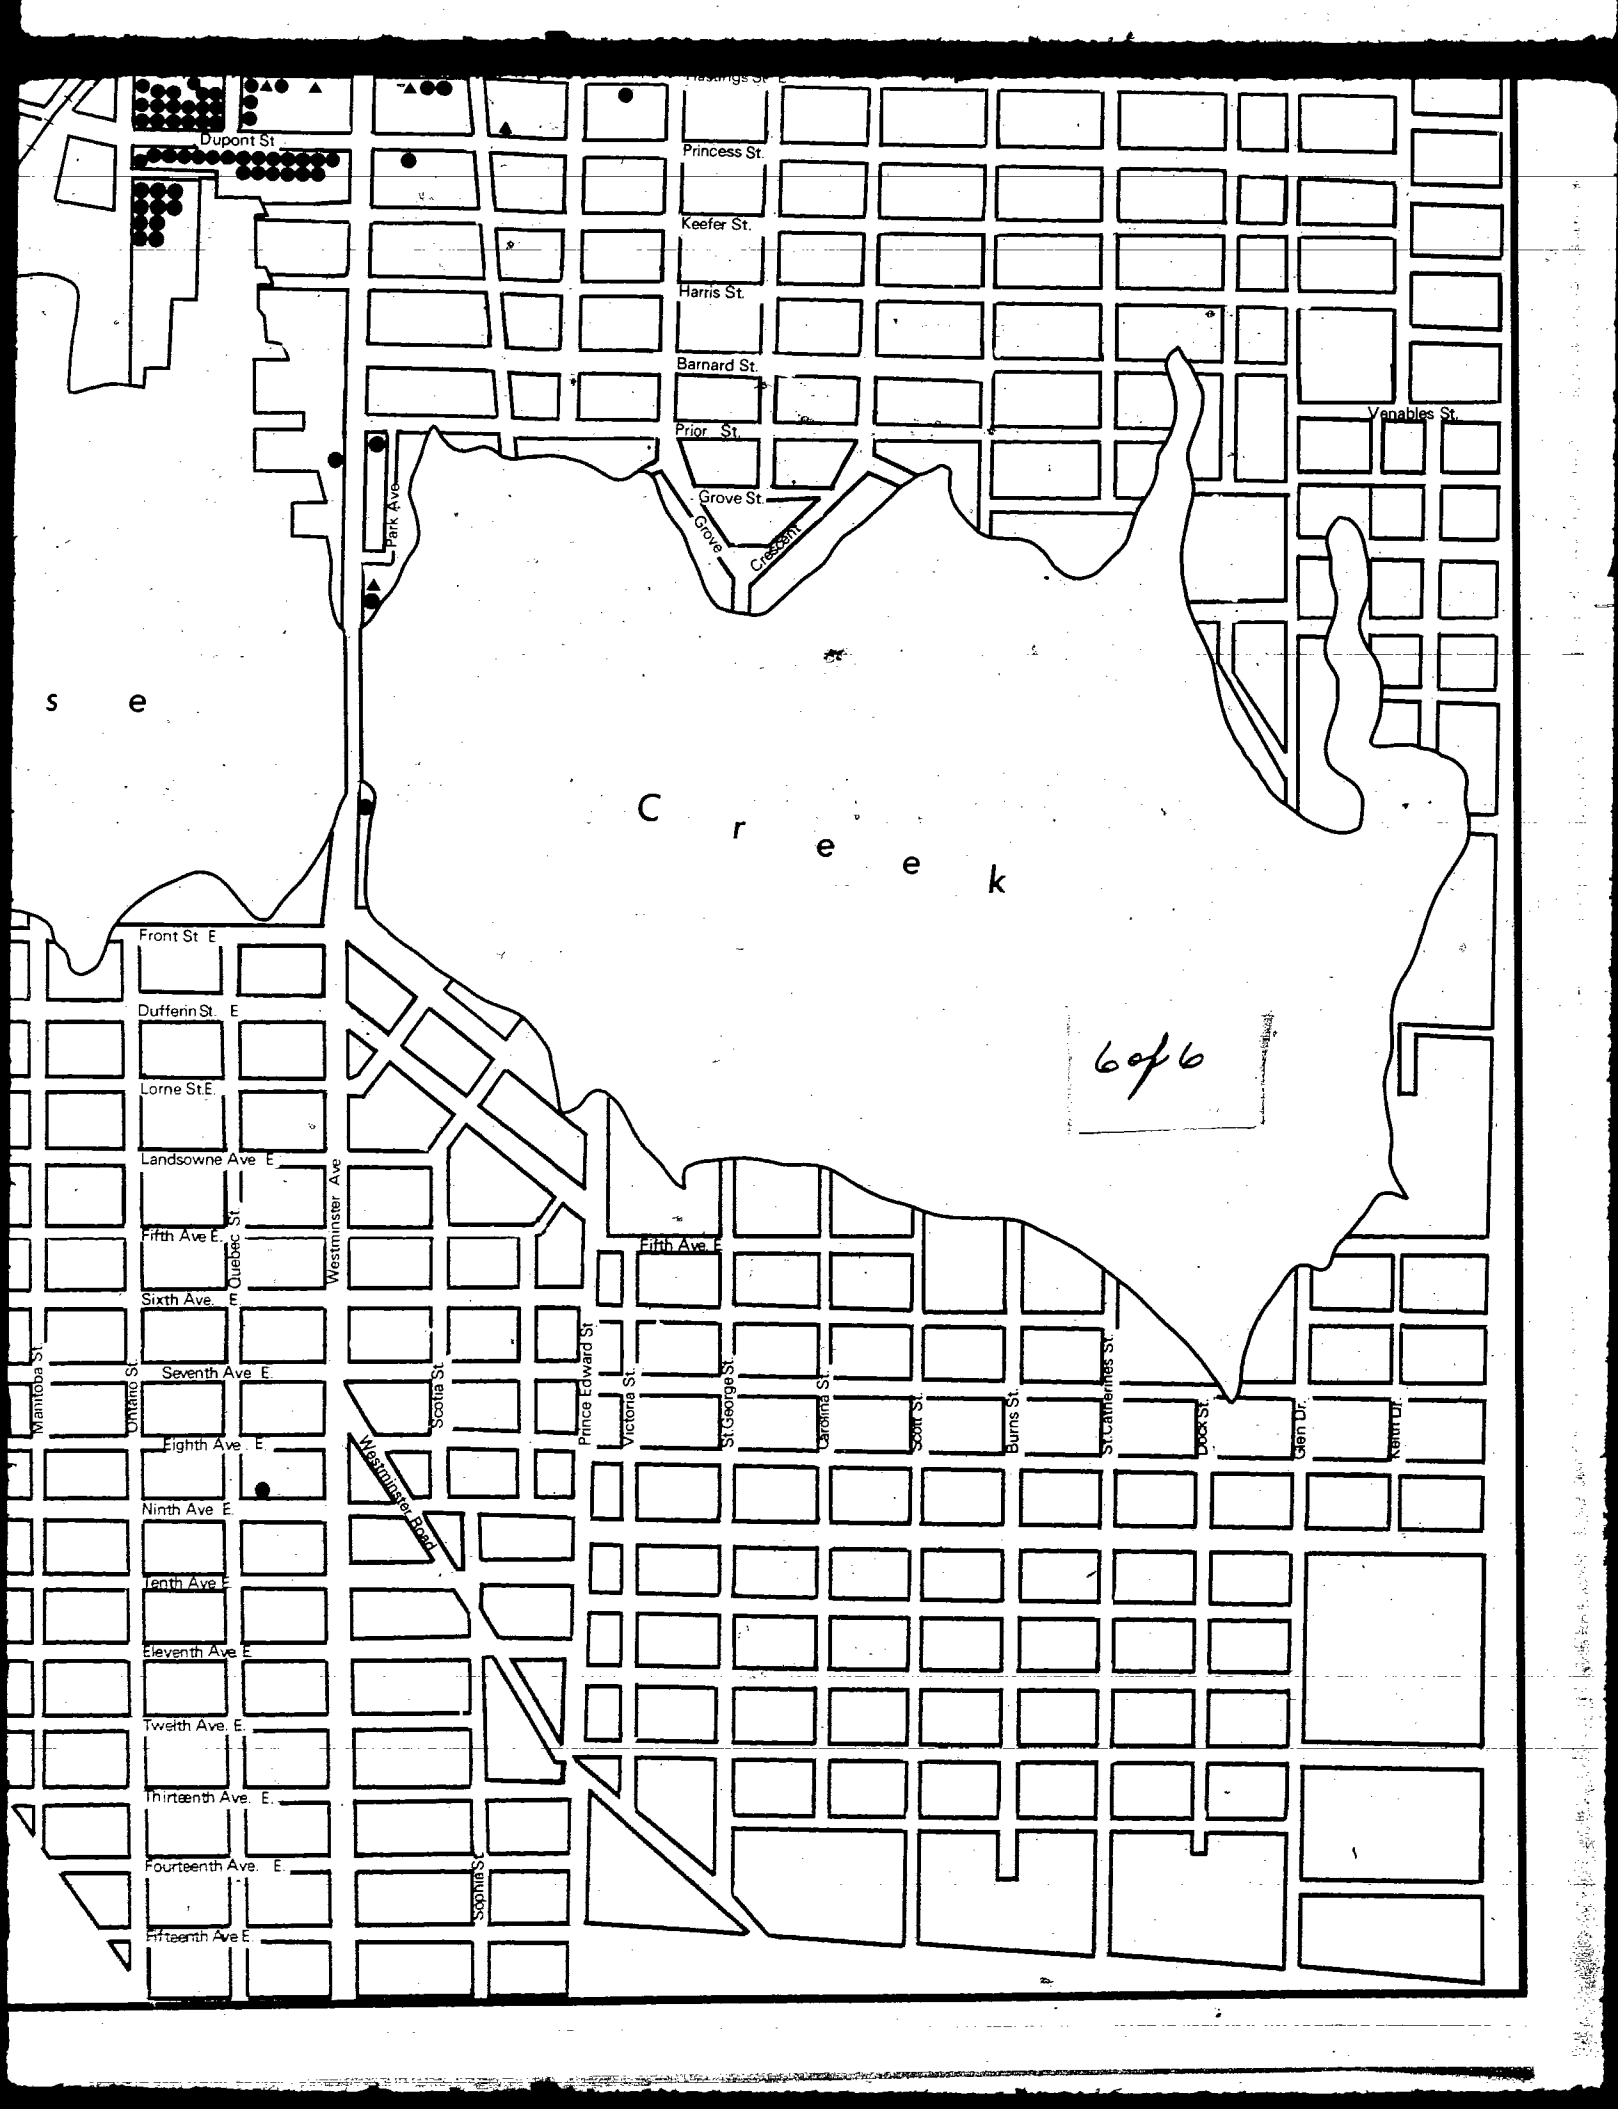 Hastings St E
Dupont St
Princess St.
Keefer St.
Harris St.
Barnard St.
Venables St.
Prior St.
Park Ave
Grove St.
Grove
Crescent
s e
C r e e k
Front St E
Dufferin St. E
6 of 6
Lorne St.E.
Landsowne Ave E.
Quebec St.
Westminster Ave
Fifth Ave E.
Fifth Ave. E
Sixth Ave. E.
Manitoba St.
Ontario St.
Seventh Ave E.
Scotia St.
Prince Edward St
Victoria St.
St.George St.
Carolina St.
Scott St.
Burns St.
St.Catherines St.
Dock St.
Glen Dr.
Keith Dr.
Eighth Ave. E.
Westminster Road
Ninth Ave E.
Tenth Ave E
Eleventh Ave E
Twelth Ave. E.
Thirteenth Ave. E.
Fourteenth Ave. E.
Sophia St.
Fifteenth Ave E.